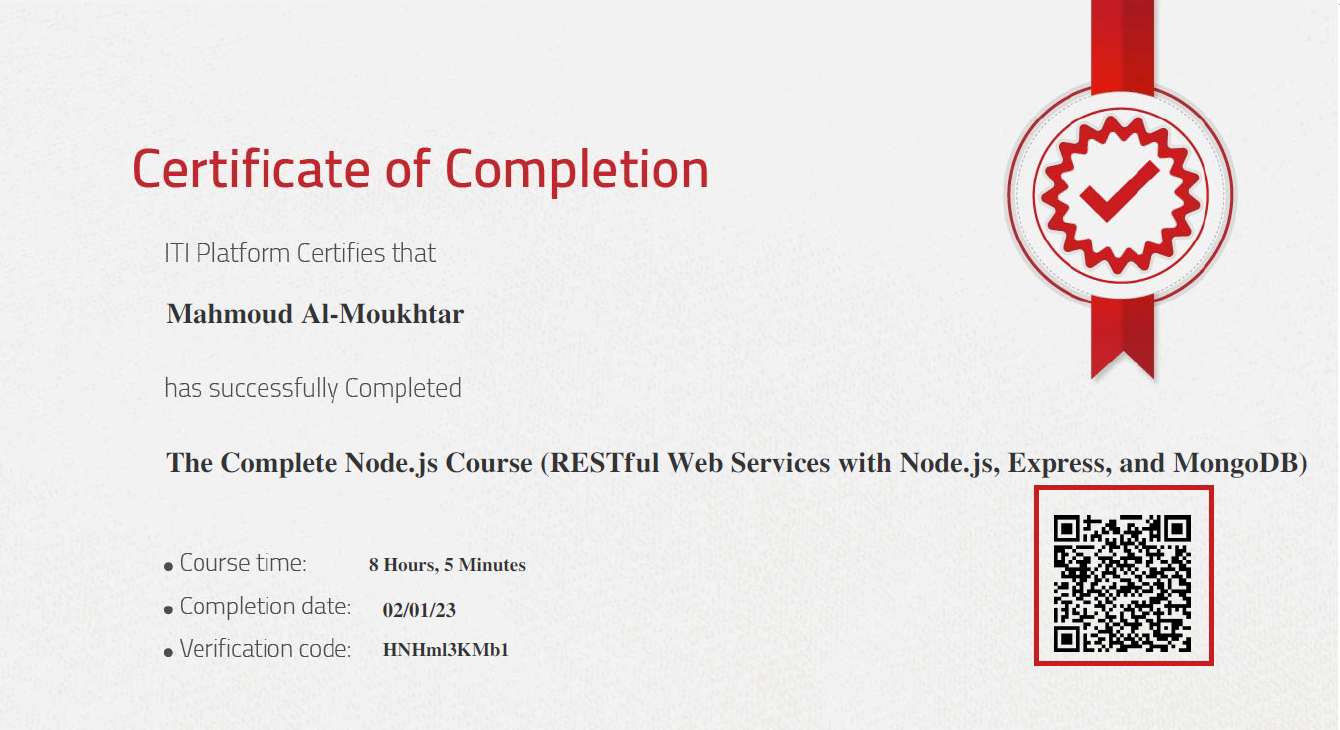 Certificate of Completion
ITI Platform Certifies that
Mahmoud Al-Moukhtar
has successfully Completed
The Complete Node.js Course (RESTful Web Services with Node.js, Express, and MongoDB)
● Course time: 8 Hours, 5 Minutes
● Completion date: 02/01/23
● Verification code: HNHml3KMb1